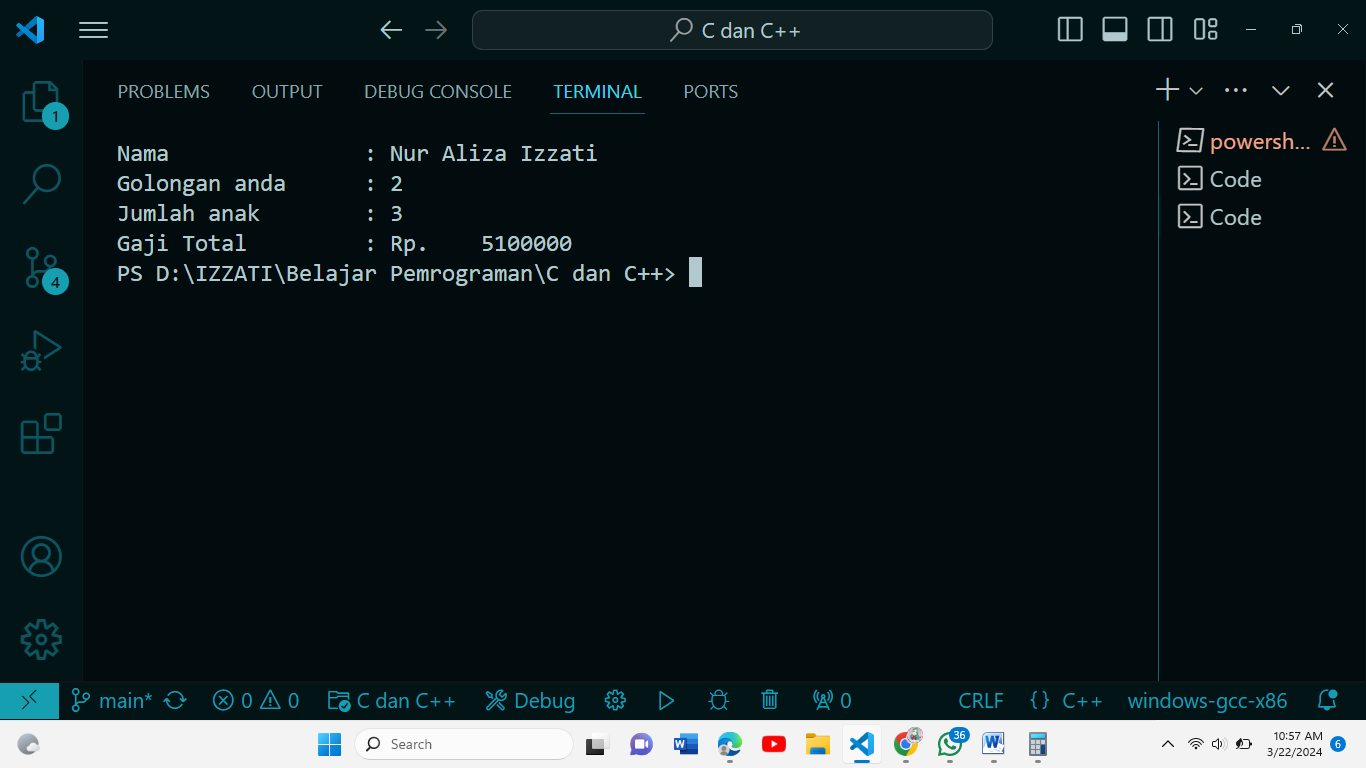 C dan C++
PROBLEMS OUTPUT DEBUG CONSOLE TERMINAL PORTS
1
4
Nama : Nur Aliza Izzati
Golongan anda : 2
Jumlah anak : 3
Gaji Total : Rp. 5100000
PS D:\IZZATI\Belajar Pemrograman\C dan C++>
powersh...
Code
Code
main* 0 0 C dan C++ Debug 0 CRLF {} C++ windows-gcc-x86
Search
36
10:57 AM
3/22/2024
6